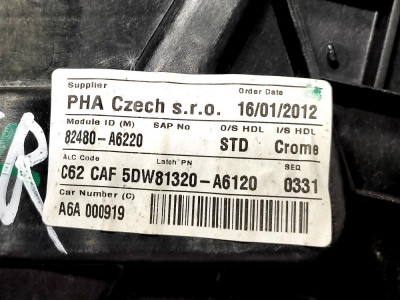 Supplier Order Date
PHA Czech s.r.o. 16/01/2012
Module ID (M) SAP No O/S HDL I/S HDL
82480-A6220 STD Crome
ALC Code Latch PN SEQ
C62 CAF 5DW81320-A6120 0331
Car Number (C)
A6A 000919